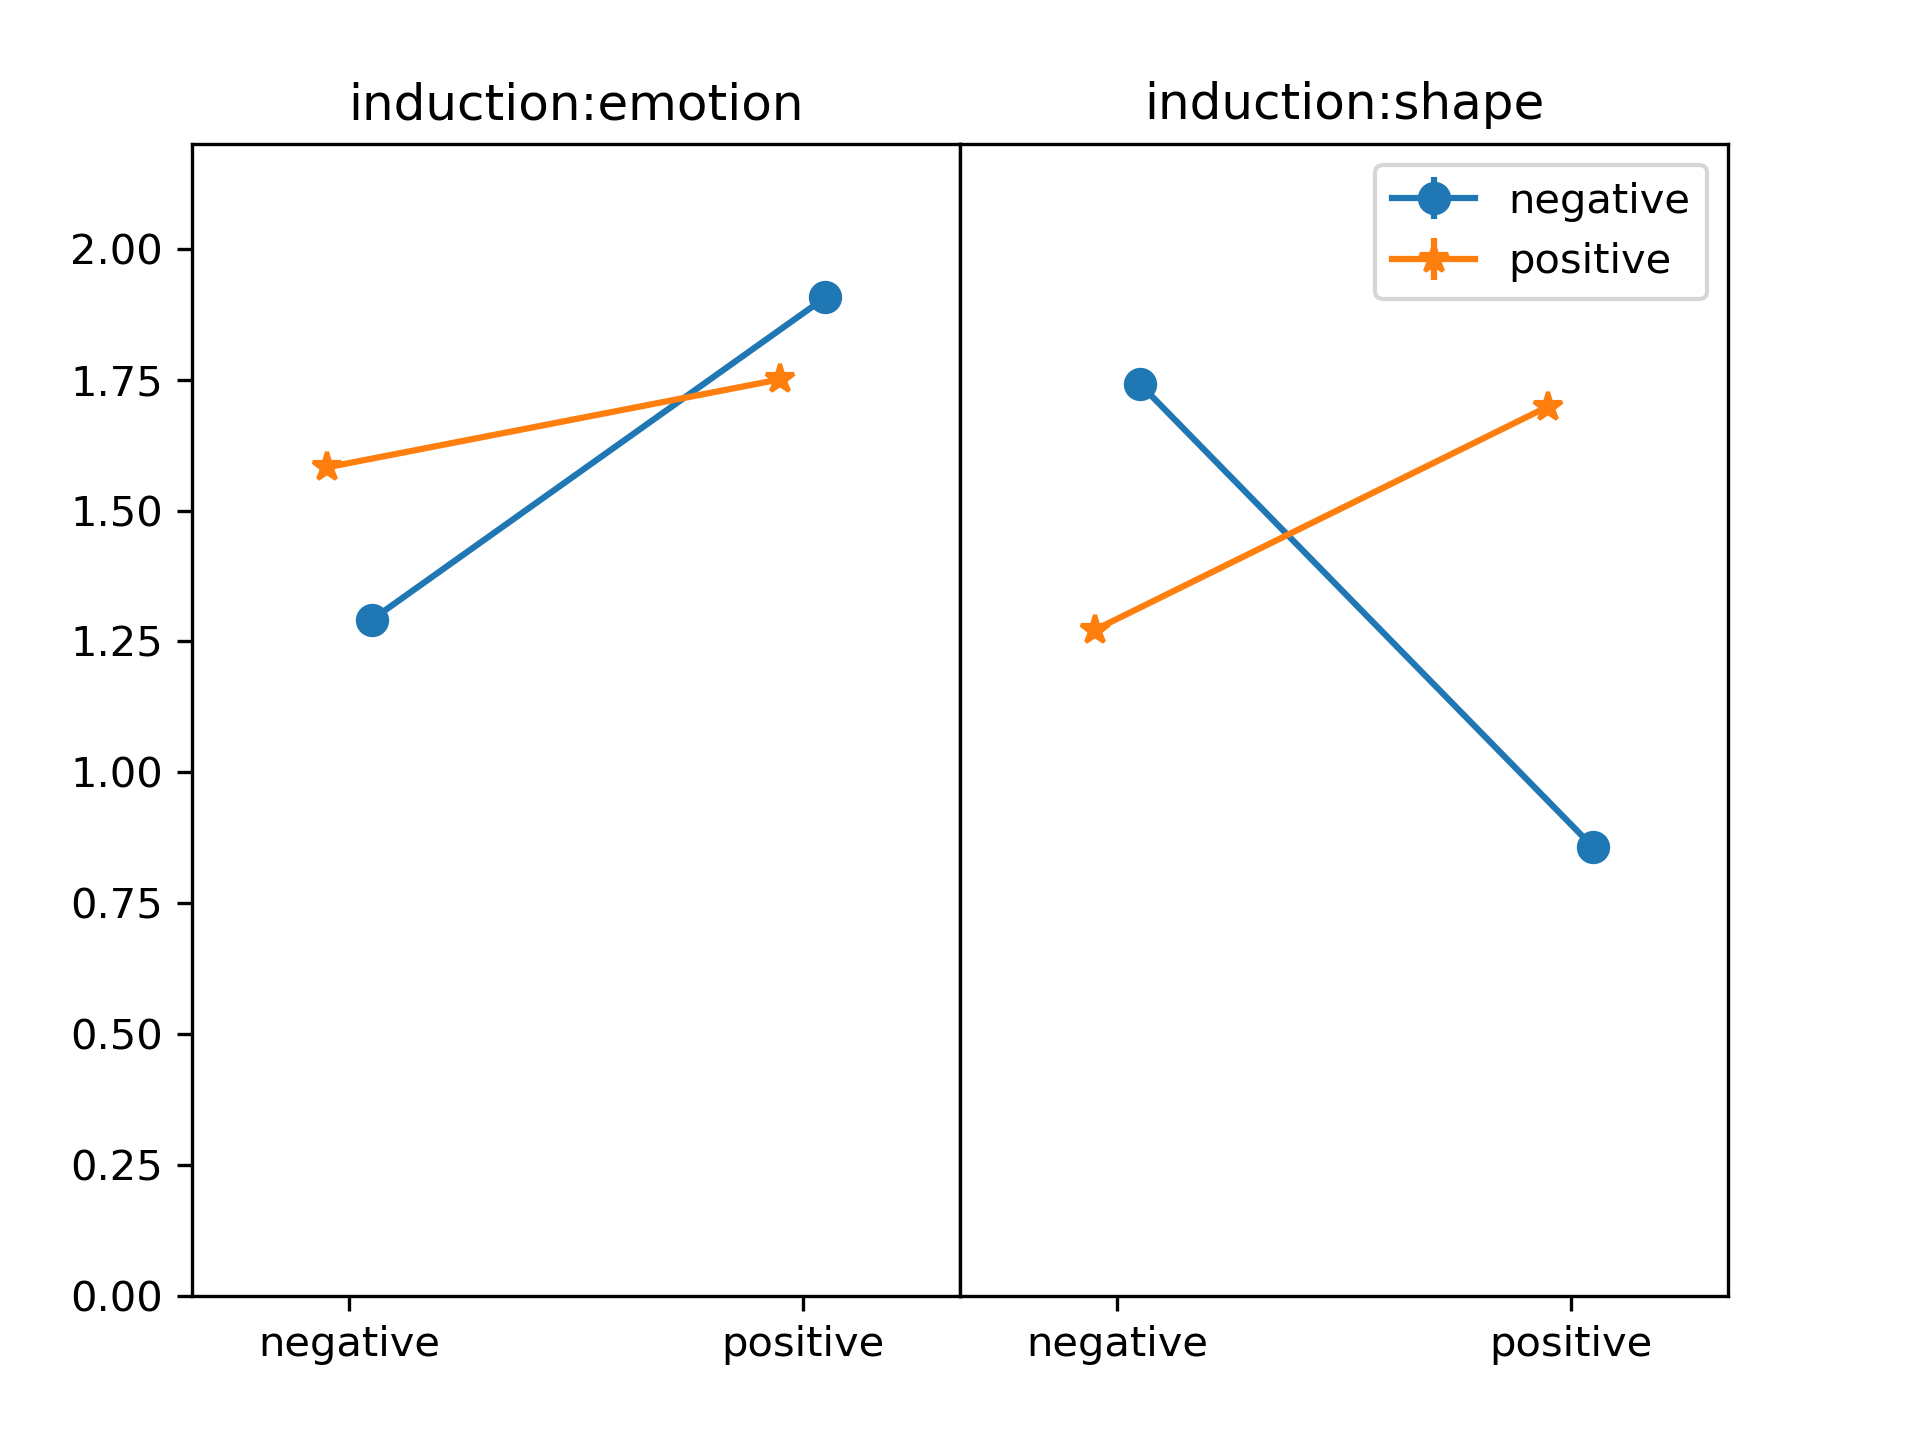 induction:emotion
induction:shape
negative
positive
2.00
1.75
1.50
1.25
1.00
0.75
0.50
0.25
0.00
negative
positive
negative
positive